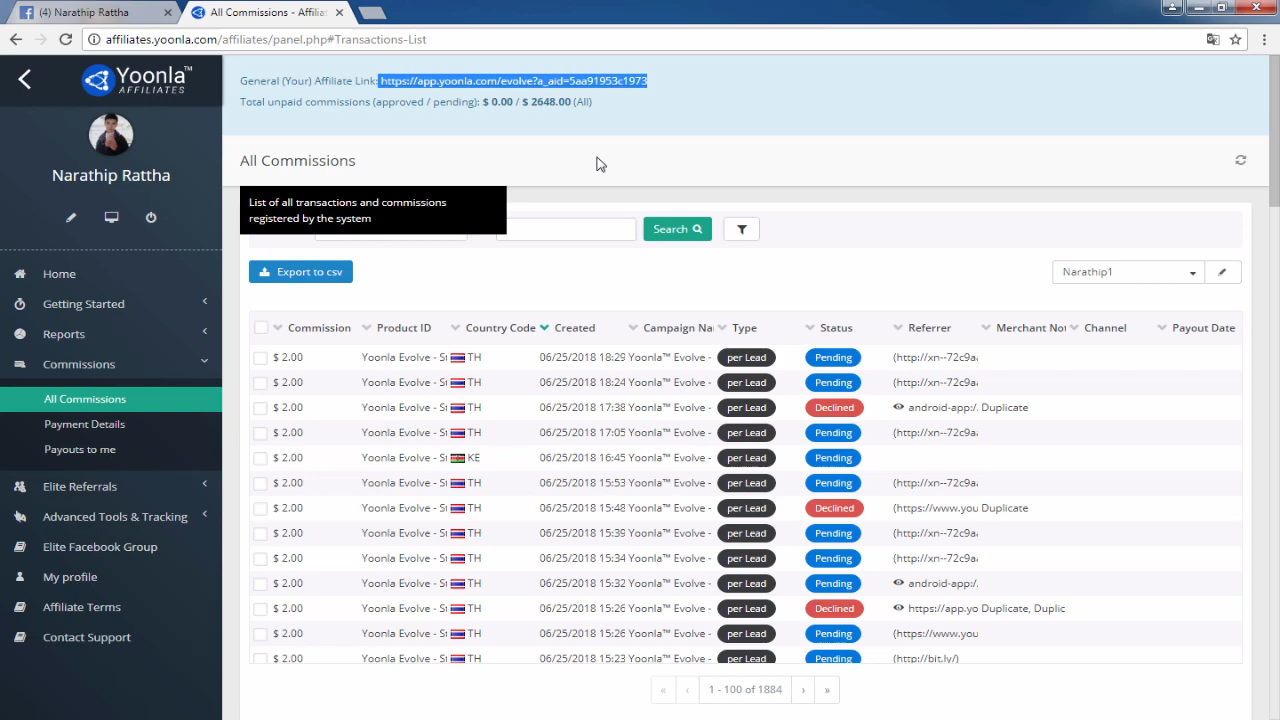 (4) Narathip Rattha
All Commissions - Affilia
affiliates.yoonla.com/affiliates/panel.php#Transactions-List
Yoonla™
AFFILIATES
Narathip Rattha
Home
Getting Started
Reports
Commissions
All Commissions
Payment Details
Payouts to me
Elite Referrals
Advanced Tools & Tracking
Elite Facebook Group
My profile
Affiliate Terms
Contact Support
General (Your) Affiliate Link: https://app.yoonla.com/evolve?a_aid=5aa91953c1973
Total unpaid commissions (approved / pending): $ 0.00 / $ 2648.00 (All)
All Commissions
List of all transactions and commissions
registered by the system
Search
Export to csv
Narathip1
Commission Product ID Country Code Created Campaign Na Type Status Referrer Merchant Not Channel Payout Date
$ 2.00 Yoonla Evolve - S TH 06/25/2018 18:29 Yoonla™ Evolve - per Lead Pending (http://xn--72c9a
$ 2.00 Yoonla Evolve - S TH 06/25/2018 18:24 Yoonla™ Evolve - per Lead Pending (http://xn--72c9a
$ 2.00 Yoonla Evolve - S TH 06/25/2018 17:38 Yoonla™ Evolve - per Lead Declined android-app:/. Duplicate
$ 2.00 Yoonla Evolve - S TH 06/25/2018 17:05 Yoonla™ Evolve - per Lead Pending (http://xn--72c9a
$ 2.00 Yoonla Evolve - S KE 06/25/2018 16:45 Yoonla™ Evolve - per Lead Pending
$ 2.00 Yoonla Evolve - S TH 06/25/2018 15:53 Yoonla™ Evolve - per Lead Pending (http://xn--72c9a
$ 2.00 Yoonla Evolve - S TH 06/25/2018 15:48 Yoonla™ Evolve - per Lead Declined (https://www.you Duplicate
$ 2.00 Yoonla Evolve - S TH 06/25/2018 15:39 Yoonla™ Evolve - per Lead Pending (http://xn--72c9a
$ 2.00 Yoonla Evolve - S TH 06/25/2018 15:34 Yoonla™ Evolve - per Lead Pending (http://xn--72c9a
$ 2.00 Yoonla Evolve - S TH 06/25/2018 15:32 Yoonla™ Evolve - per Lead Pending android-app:/.
$ 2.00 Yoonla Evolve - S TH 06/25/2018 15:26 Yoonla™ Evolve - per Lead Declined https://app.yo Duplicate, Duplic
$ 2.00 Yoonla Evolve - S TH 06/25/2018 15:26 Yoonla™ Evolve - per Lead Pending (https://www.you
$ 2.00 Yoonla Evolve - S TH 06/25/2018 15:23 Yoonla™ Evolve - per Lead Pending (http://bit.ly/)
« ‹ 1 - 100 of 1884 › »